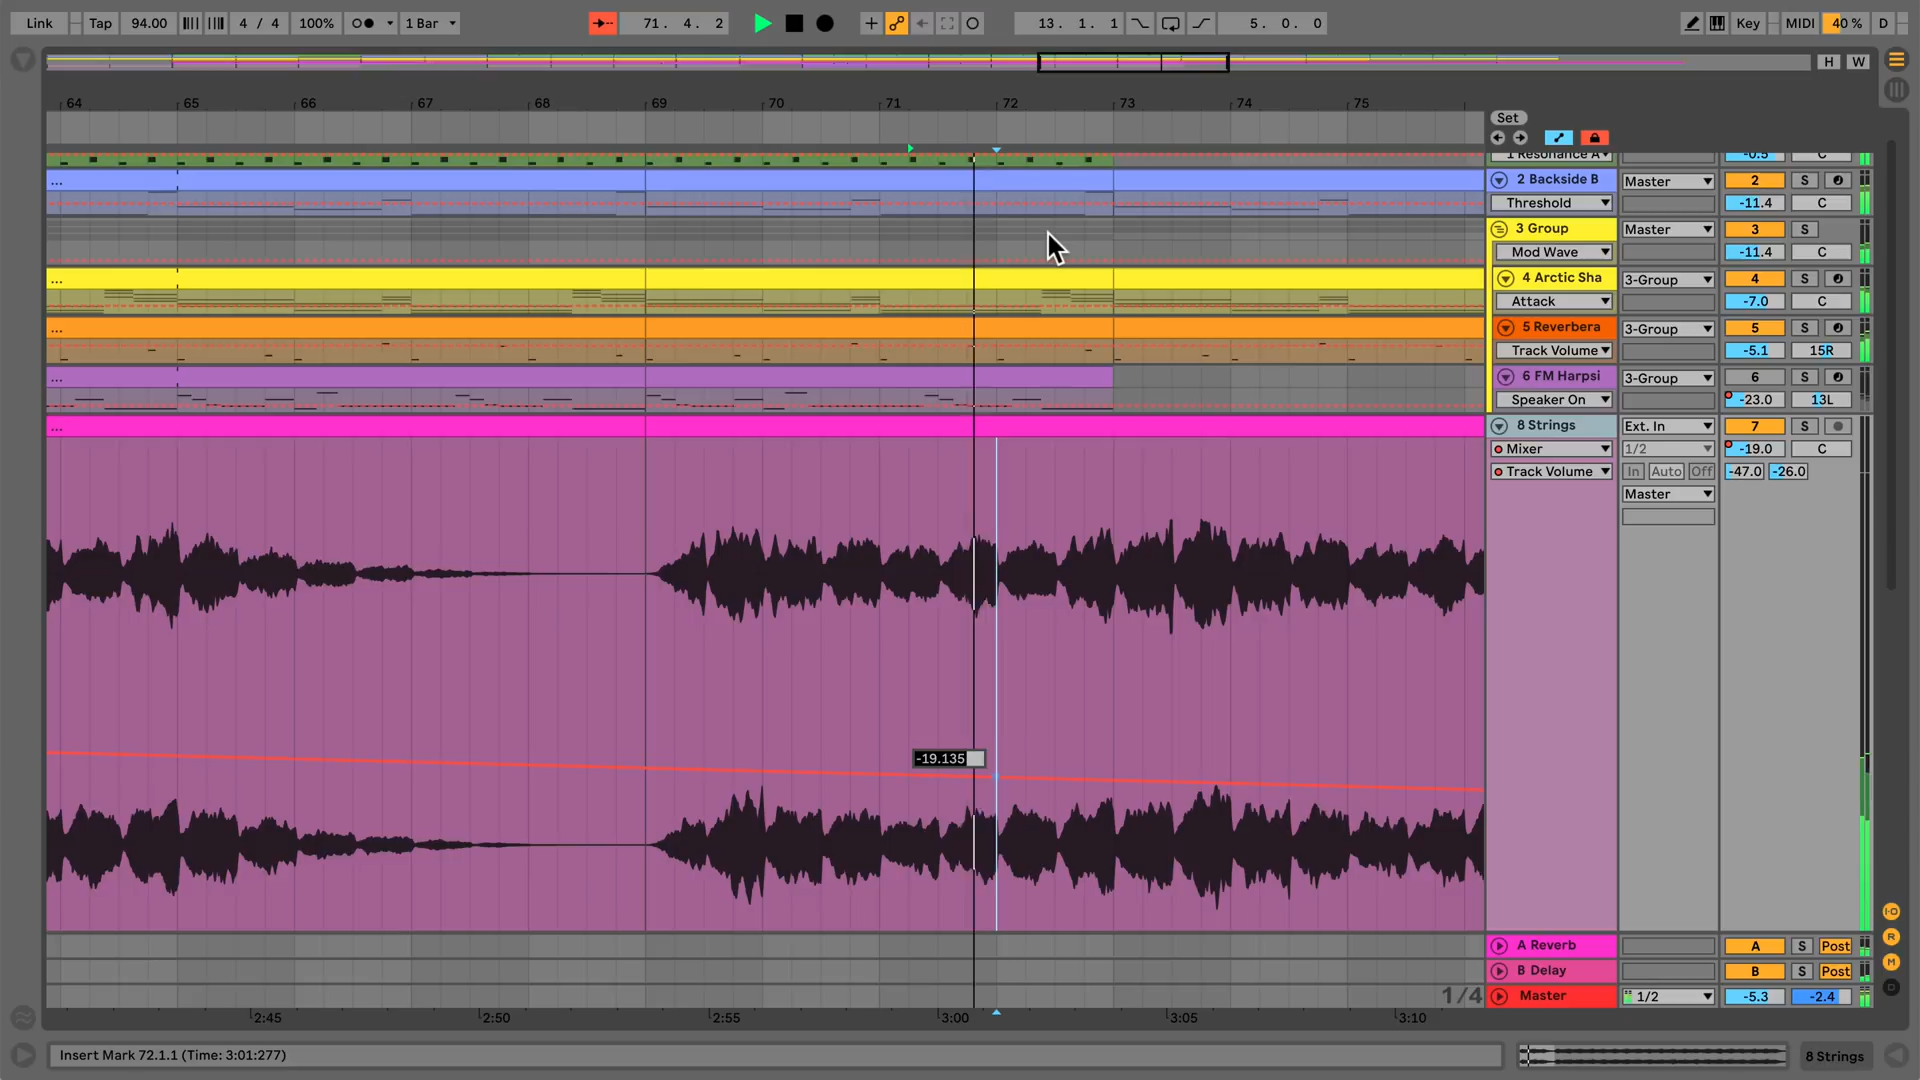 Link Tap 94.00 4 / 4 100% 1 Bar 71. 4. 2 13. 1. 1 5. 0. 0 Key MIDI 40 % D
H W
64 65 66 67 68 69 70 71 72 73 74 75
Set
1 Resonance A -0.5 C
... 2 Backside B Master 2 S
Threshold -11.4 C
3 Group Master 3 S
Mod Wave -11.4 C
... 4 Arctic Sha 3-Group 4 S
Attack -7.0 C
... 5 Reverbera 3-Group 5 S
Track Volume -5.1 15R
... 6 FM Harpsi 3-Group 6 S
Speaker On -23.0 13L
... 8 Strings Ext. In 7 S
Mixer 1/2 -19.0 C
Track Volume In Auto Off -47.0 -26.0
Master
-19.135
A Reverb A S Post
B Delay B S Post
1/4 Master 1/2 -5.3 -2.4
I·O
R
M
D
2:45 2:50 2:55 3:00 3:05 3:10
Insert Mark 72.1.1 (Time: 3:01:277) 8 Strings